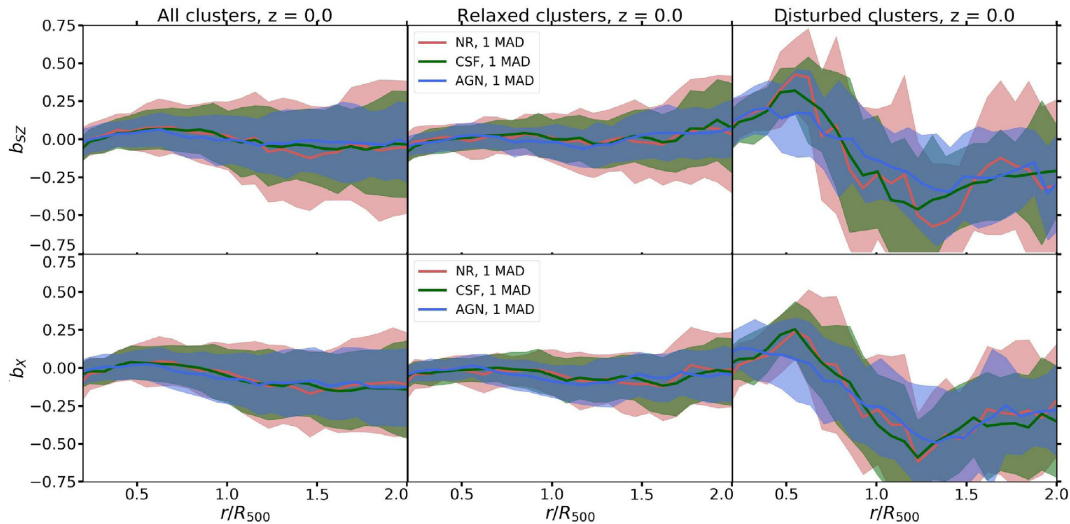 All clusters, z = 0.0
Relaxed clusters, z = 0.0
Disturbed clusters, z = 0.0
0.75
0.50
0.25
0.00
−0.25
−0.50
−0.75
b_SZ
NR, 1 MAD
CSF, 1 MAD
AGN, 1 MAD
0.75
0.50
0.25
0.00
−0.25
−0.50
−0.75
b_X
NR, 1 MAD
CSF, 1 MAD
AGN, 1 MAD
0.5 1.0 1.5 2.0
0.5 1.0 1.5 2.0
0.5 1.0 1.5 2.0
r/R_500
r/R_500
r/R_500